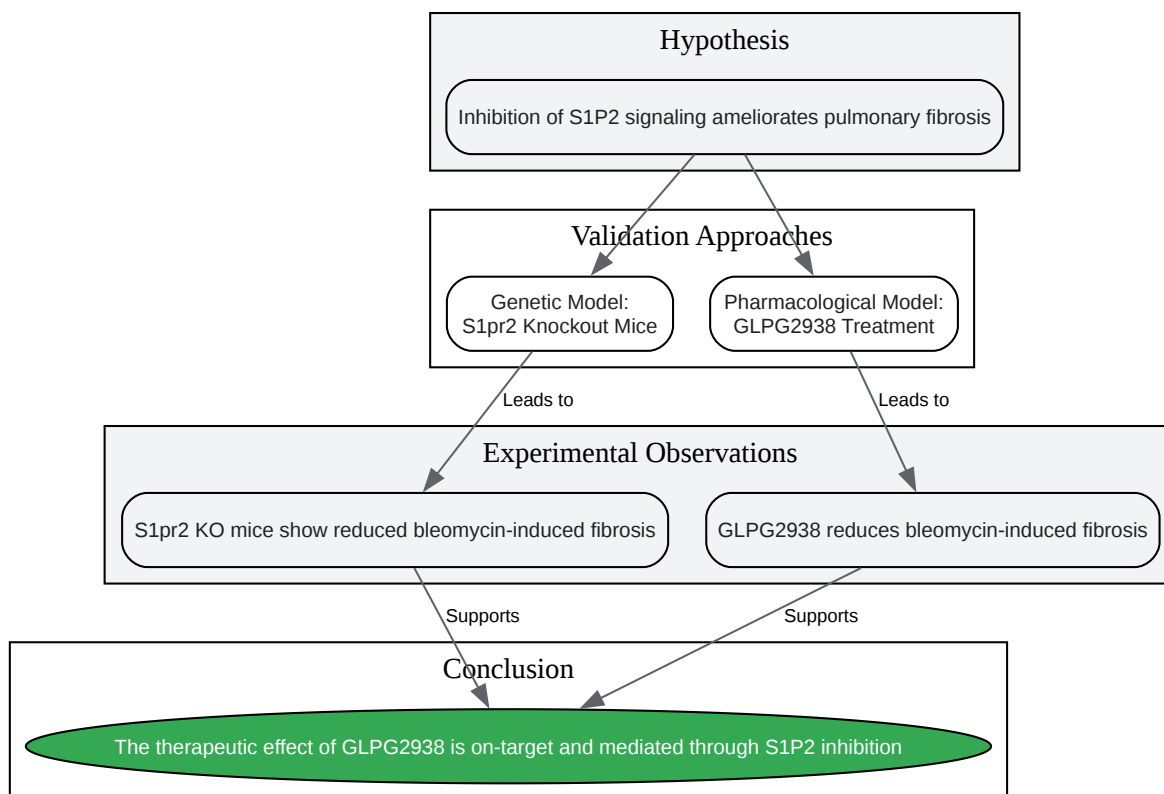 Hypothesis
Inhibition of S1P2 signaling ameliorates pulmonary fibrosis
Validation Approaches
Genetic Model:
S1pr2 Knockout Mice
Pharmacological Model:
GLPG2938 Treatment
Leads to
Leads to
Experimental Observations
S1pr2 KO mice show reduced bleomycin-induced fibrosis
GLPG2938 reduces bleomycin-induced fibrosis
Supports
Supports
Conclusion
The therapeutic effect of GLPG2938 is on-target and mediated through S1P2 inhibition